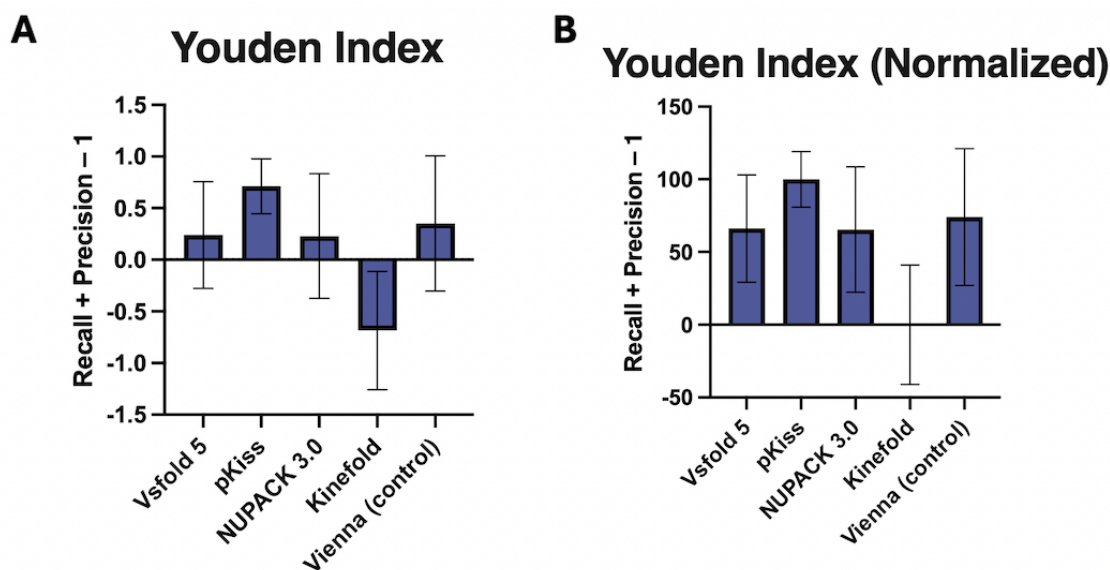 A
Youden Index
Recall + Precision – 1
1.5
1.0
0.5
0.0
-0.5
-1.0
-1.5
Vsfold 5
pKiss
NUPACK 3.0
Kinefold
Vienna (control)
B
Youden Index (Normalized)
Recall + Precision – 1
150
100
50
0
-50
Vsfold 5
pKiss
NUPACK 3.0
Kinefold
Vienna (control)